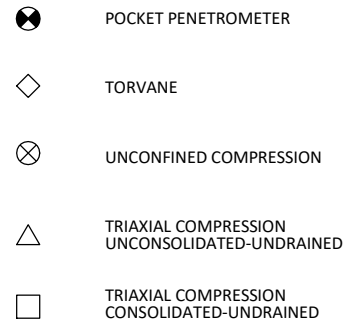 POCKET PENETROMETER
TORVANE
UNCONFINED COMPRESSION
TRIAXIAL COMPRESSION
UNCONSOLIDATED-UNDRAINED
TRIAXIAL COMPRESSION
CONSOLIDATED-UNDRAINED